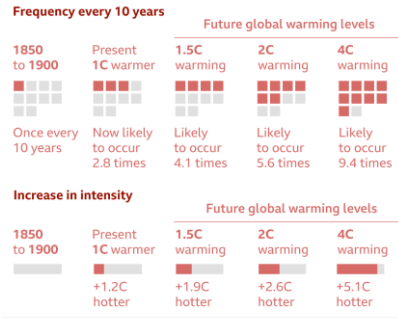 Frequency every 10 years
Future global warming levels
1850 to 1900
Present 1C warmer
1.5C warming
2C warming
4C warming
Once every 10 years
Now likely to occur 2.8 times
Likely to occur 4.1 times
Likely to occur 5.6 times
Likely to occur 9.4 times
Increase in intensity
Future global warming levels
1850 to 1900
Present 1C warmer
1.5C warming
2C warming
4C warming
+1.2C hotter
+1.9C hotter
+2.6C hotter
+5.1C hotter